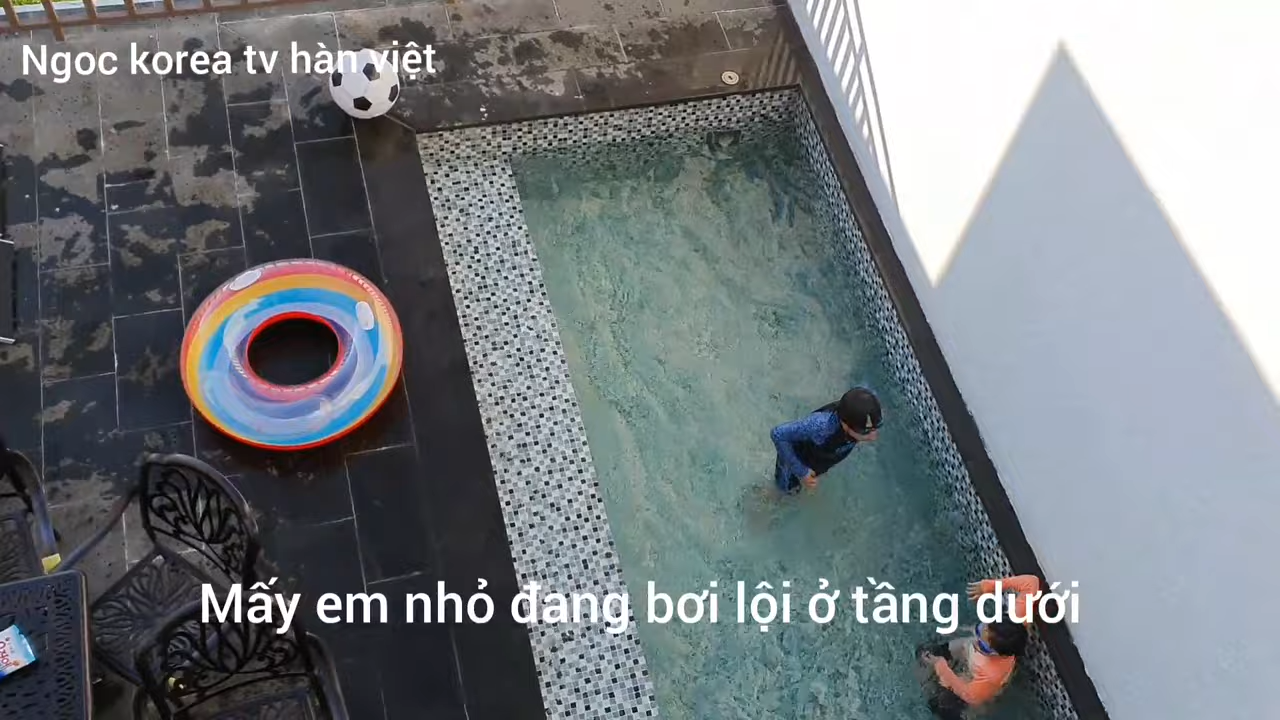 Ngoc korea tv hàn việt
Mấy em nhỏ đang bơi lội ở tầng dưới